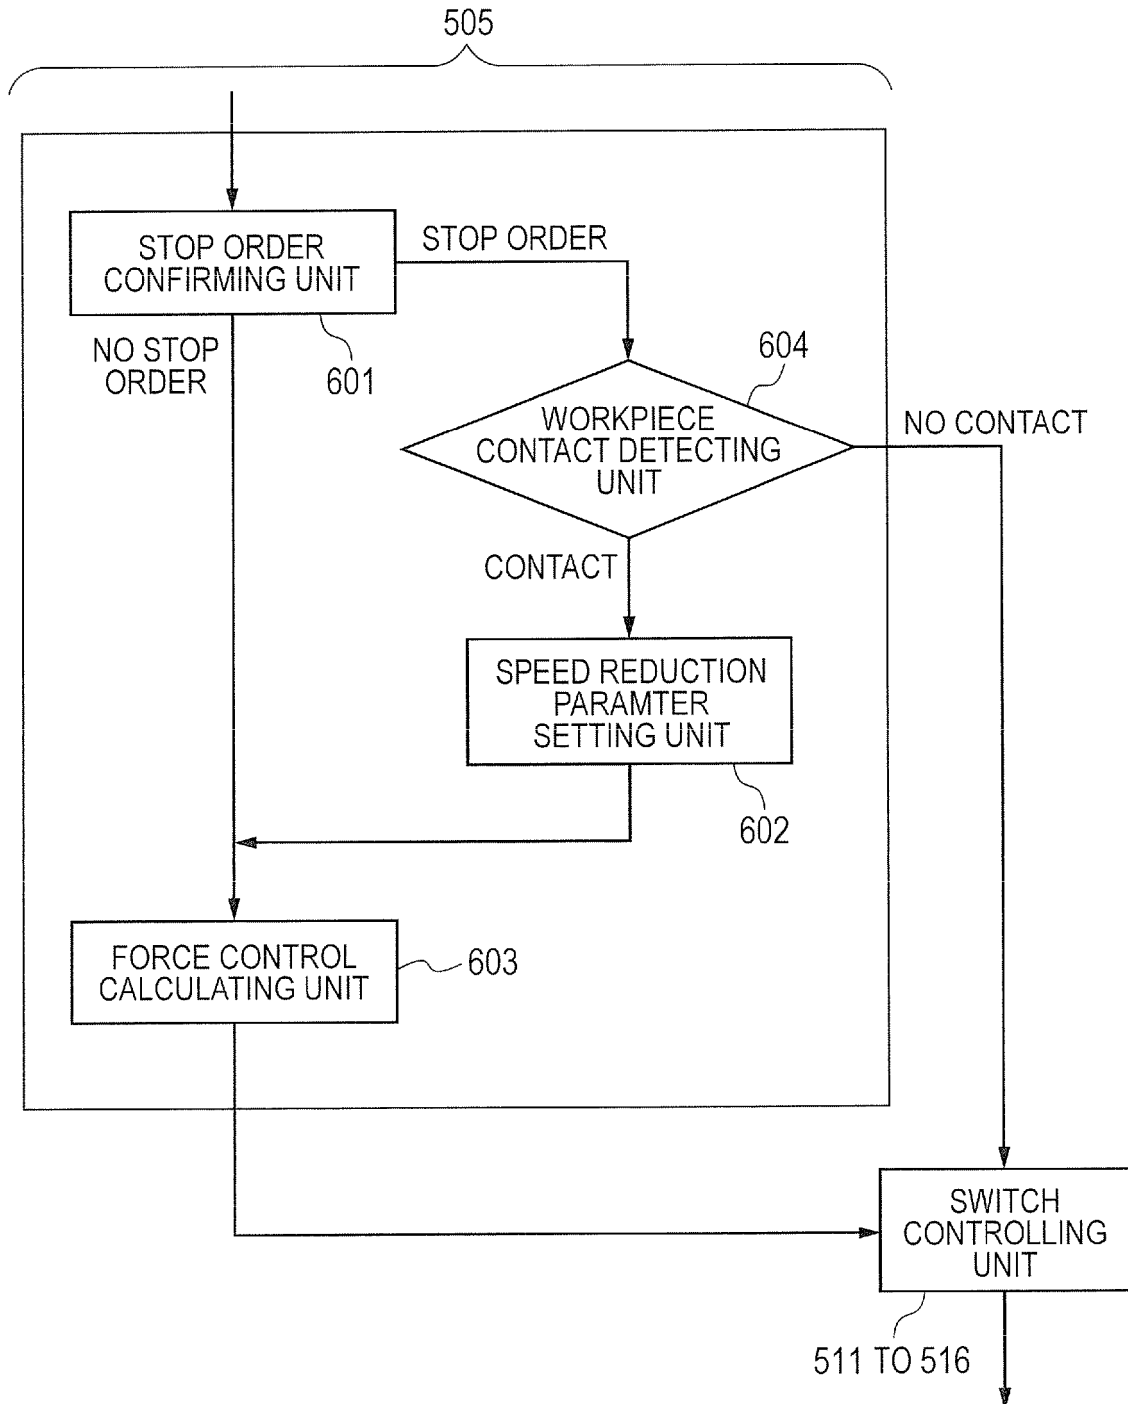 505
STOP ORDER
CONFIRMING UNIT
STOP ORDER
NO STOP
ORDER
601
604
WORKPIECE
CONTACT DETECTING
UNIT
NO CONTACT
CONTACT
SPEED REDUCTION
PARAMTER
SETTING UNIT
602
FORCE CONTROL
CALCULATING UNIT
603
SWITCH
CONTROLLING
UNIT
511 TO 516